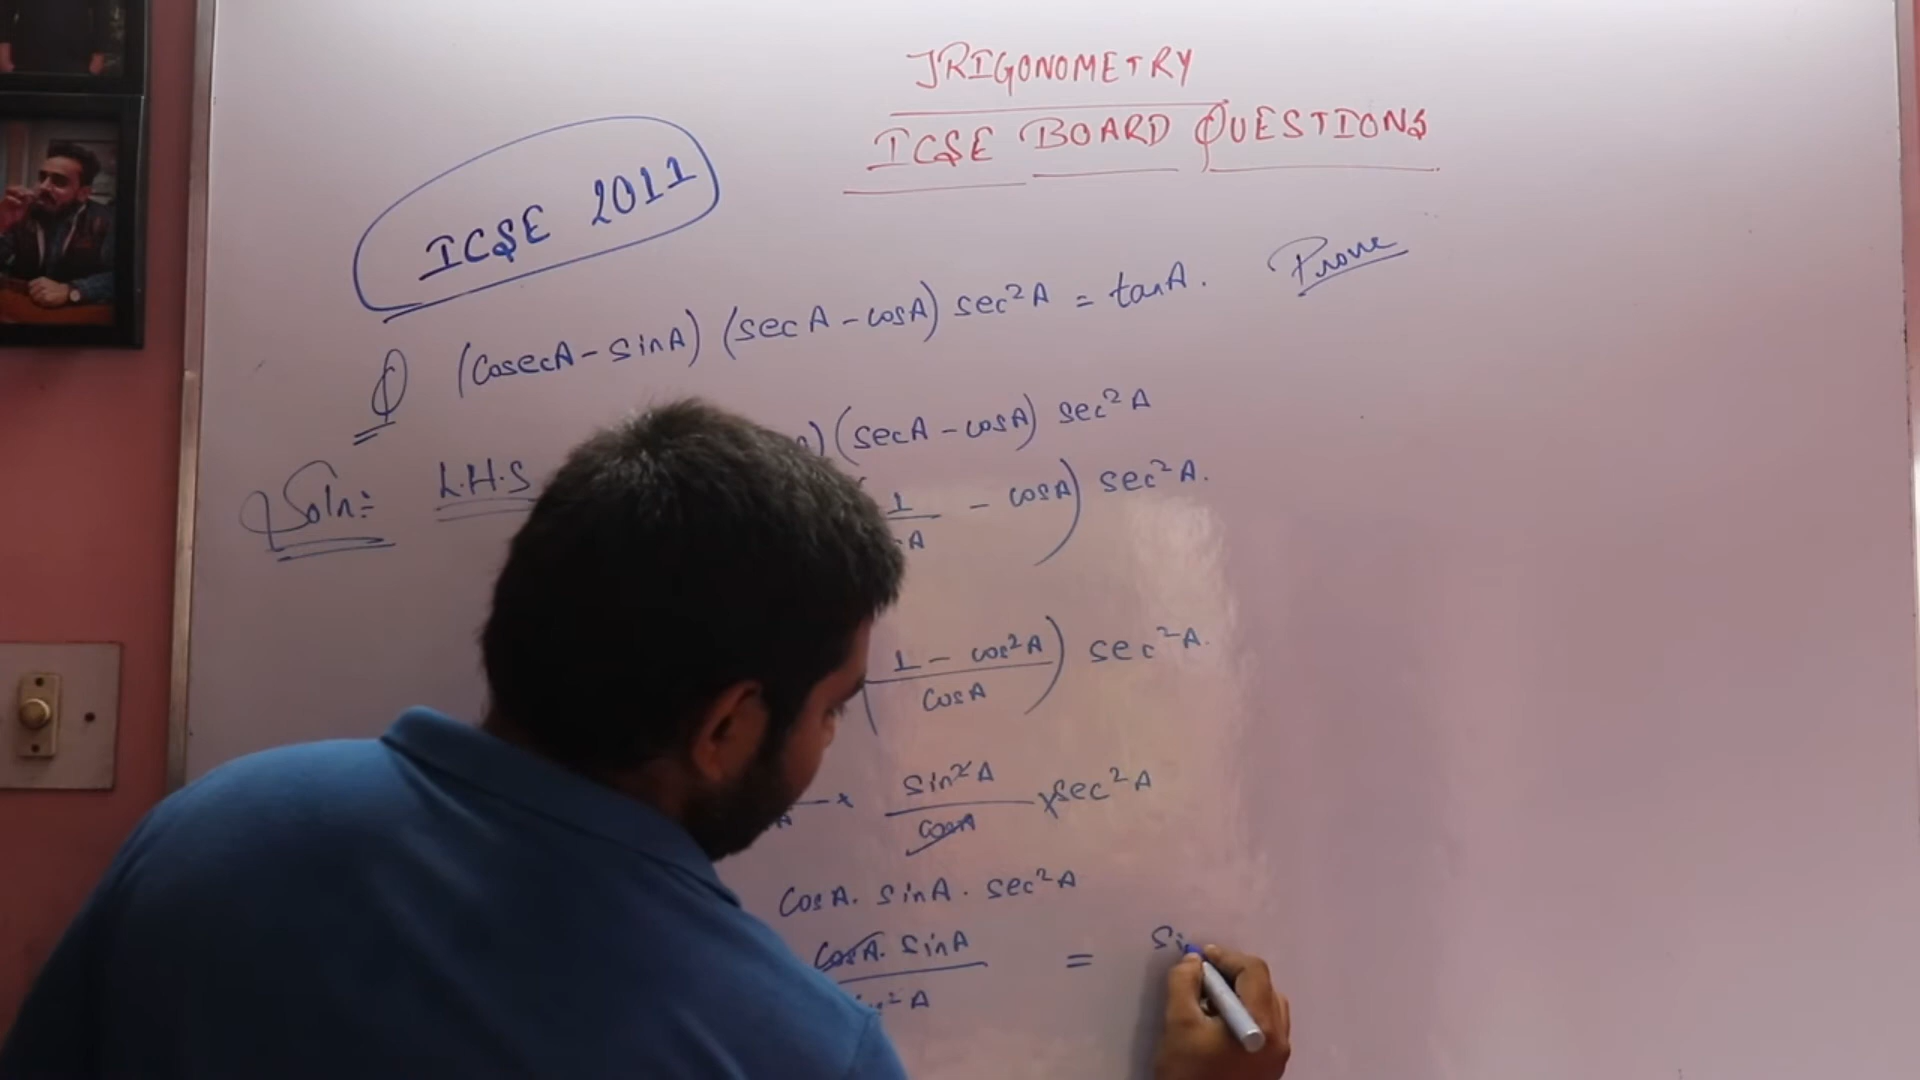 TRIGONOMETRY
ICSE BOARD QUESTIONS
ICSE 2011
Q (CosecA - sinA) (secA - cosA) sec²A = tanA. Prove
Soln:- L.H.S ) (secA - cosA) sec²A
1 - cosA) sec²A.
A
(1 - cos²A) sec²A.
CosA
× sin²A × sec²A
A cosA
CosA. sinA. sec²A
CosA. SinA = Si
²A